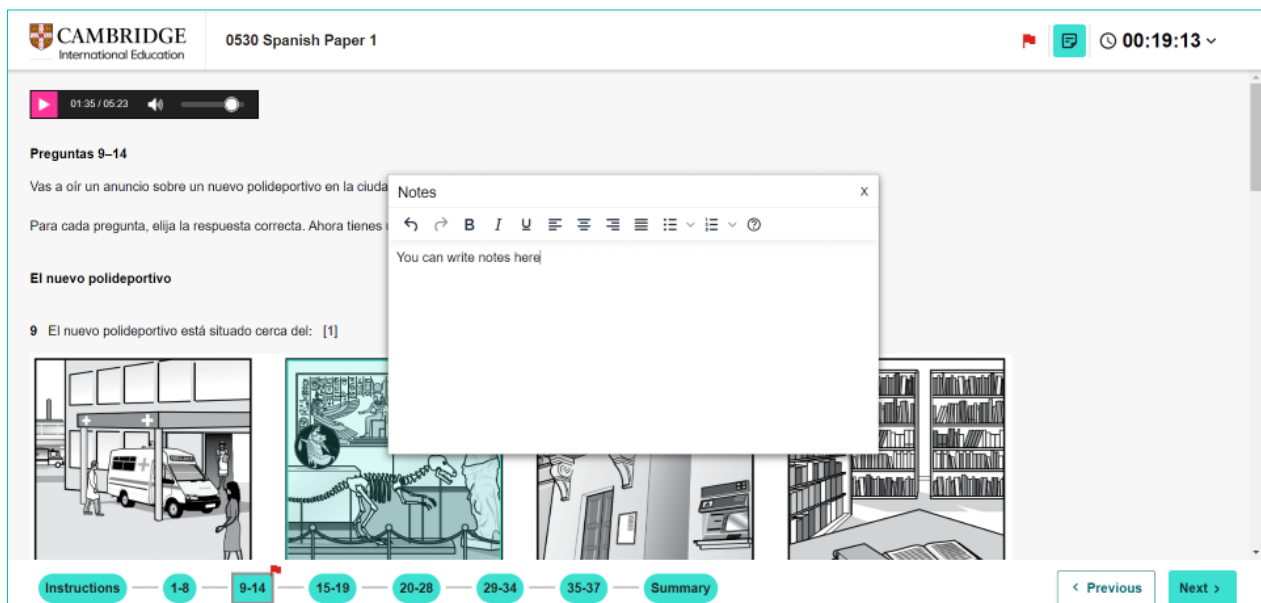 CAMBRIDGE
International Education
0530 Spanish Paper 1
00:19:13
01:35 / 05:23
Preguntas 9–14
Vas a oír un anuncio sobre un nuevo polideportivo en la ciuda
Para cada pregunta, elija la respuesta correcta. Ahora tienes
Notes
X
B I U
You can write notes here
El nuevo polideportivo
9 El nuevo polideportivo está situado cerca del: [1]
Instructions
1-8
9-14
15-19
20-28
29-34
35-37
Summary
< Previous
Next >